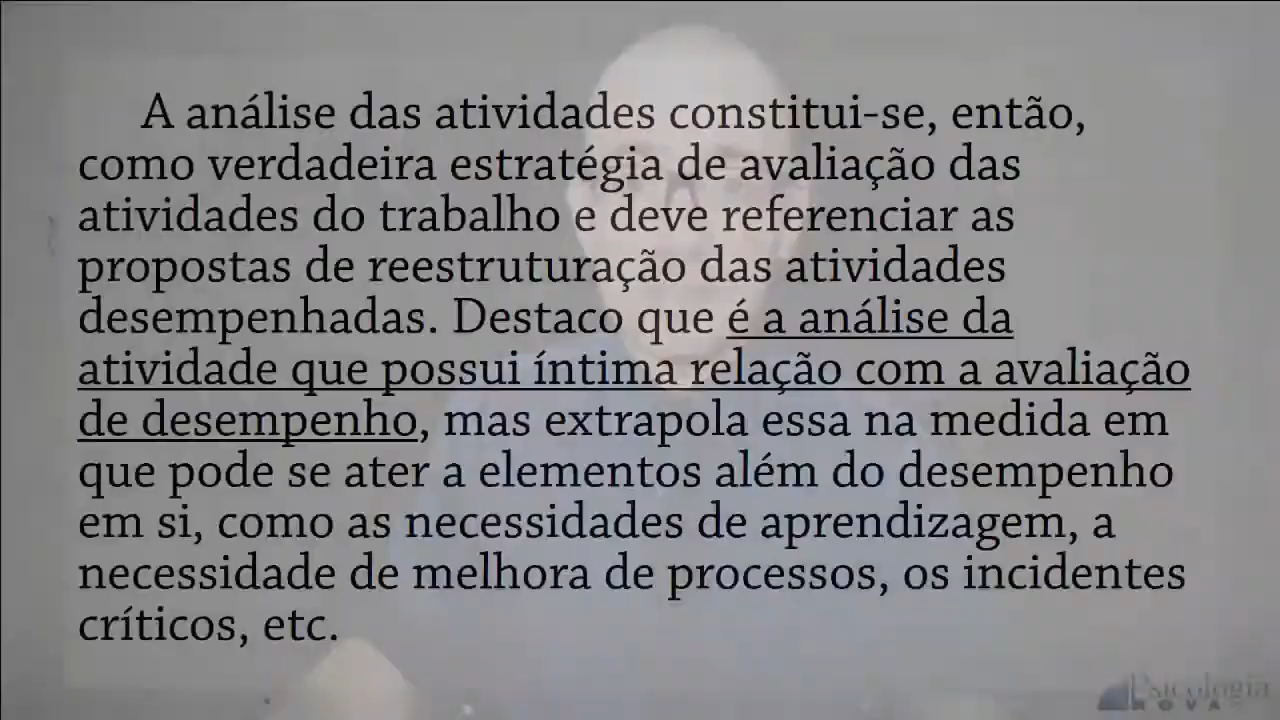 A análise das atividades constitui-se, então,
como verdadeira estratégia de avaliação das
atividades do trabalho e deve referenciar as
propostas de reestruturação das atividades
desempenhadas. Destaco que é a análise da
atividade que possui íntima relação com a avaliação
de desempenho, mas extrapola essa na medida em
que pode se ater a elementos além do desempenho
em si, como as necessidades de aprendizagem, a
necessidade de melhora de processos, os incidentes
críticos, etc.
Psicologia
NOVA